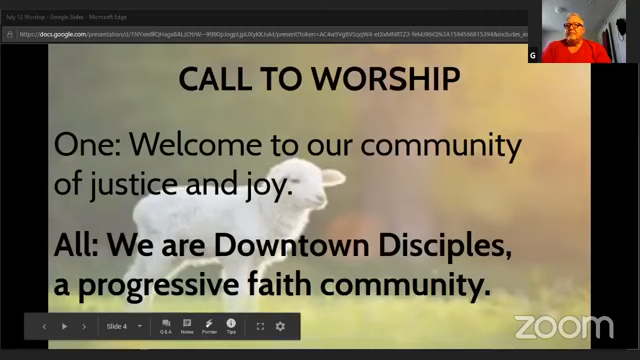 July 12 Worship - Google Slides - Microsoft Edge
CALL TO WORSHIP
One: Welcome to our community
of justice and joy.
All: We are Downtown Disciples,
a progressive faith community.
Slide 4
Q & A
Notes
Pointer
Tips
G
zoom